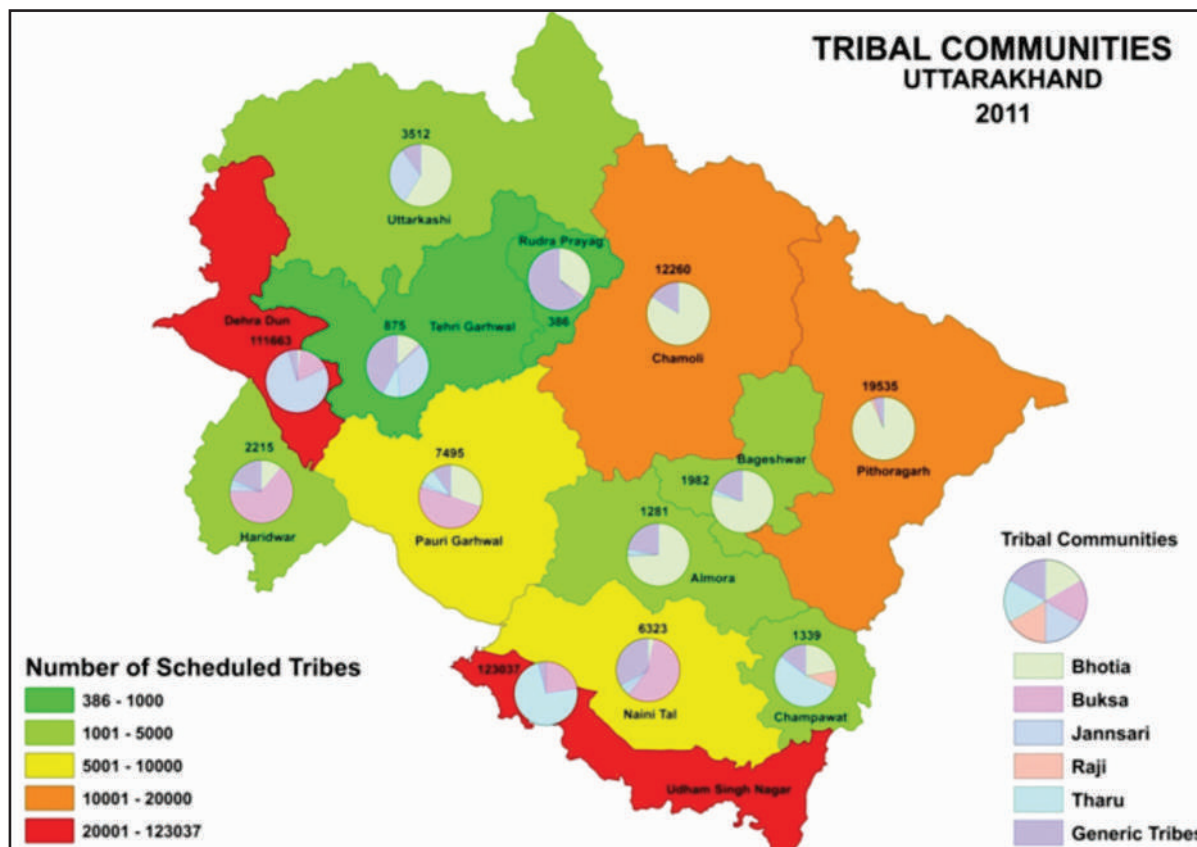 TRIBAL COMMUNITIES
UTTARAKHAND
2011
3512
Uttarkashi
Rudra Prayag
386
12260
Chamoli
Dehra Dun
111663
875
Tehri Garhwal
19535
Pithoragarh
2215
Haridwar
7495
Pauri Garhwal
Bageshwar
1982
1281
Almora
6323
Naini Tal
1339
Champawat
123037
Udham Singh Nagar
Number of Scheduled Tribes
386 - 1000
1001 - 5000
5001 - 10000
10001 - 20000
20001 - 123037
Tribal Communities
Bhotia
Buksa
Jannsari
Raji
Tharu
Generic Tribes